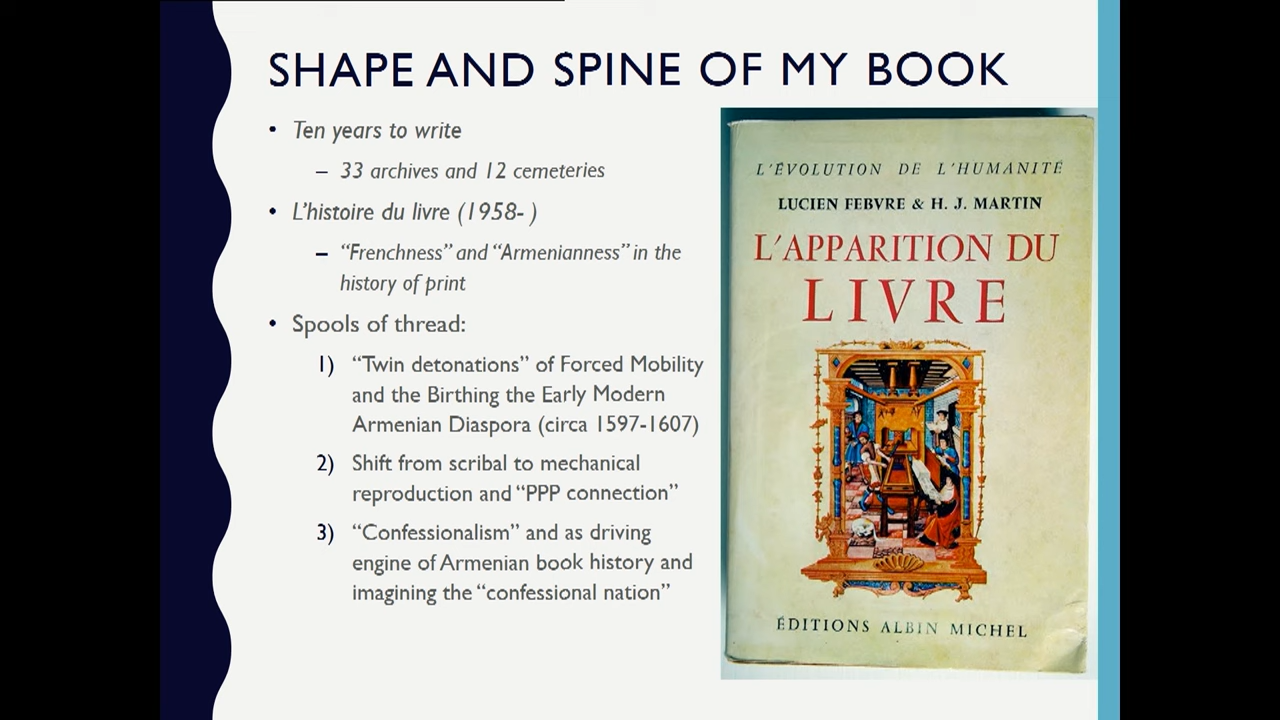 SHAPE AND SPINE OF MY BOOK
• Ten years to write
– 33 archives and 12 cemeteries
• L'histoire du livre (1958- )
– “Frenchness” and “Armenianness” in the
history of print
• Spools of thread:
1) “Twin detonations” of Forced Mobility
and the Birthing the Early Modern
Armenian Diaspora (circa 1597-1607)
2) Shift from scribal to mechanical
reproduction and “PPP connection”
3) “Confessionalism” and as driving
engine of Armenian book history and
imagining the “confessional nation”
L'ÉVOLUTION DE L'HUMANITÉ
LUCIEN FEBVRE & H. J. MARTIN
L'APPARITION DU
LIVRE
ÉDITIONS ALBIN MICHEL